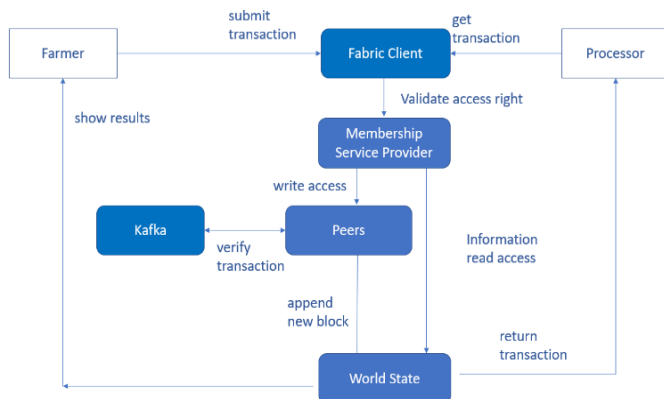 submit
transaction
get
transaction
Farmer
Fabric Client
Processor
show results
Validate access right
Membership
Service Provider
write access
Kafka
Peers
verify
transaction
Information
read access
append
new block
return
transaction
World State